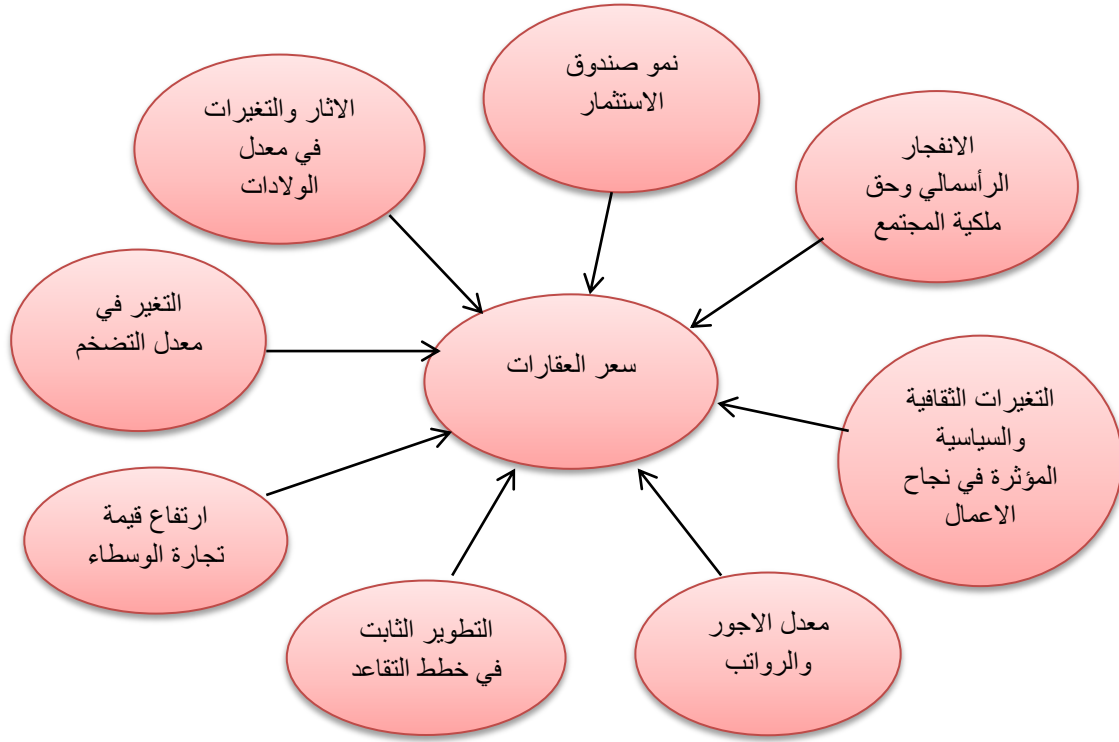 نمو صندوق
الاستثمار
الاثار والتغيرات
في معدل
الولادات
الانفجار
الرأسمالي وحق
ملكية المجتمع
التغير في
معدل التضخم
سعر العقارات
التغيرات الثقافية
والسياسية
المؤثرة في نجاح
الاعمال
ارتفاع قيمة
تجارة الوسطاء
التطوير الثابت
في خطط التقاعد
معدل الاجور
والرواتب